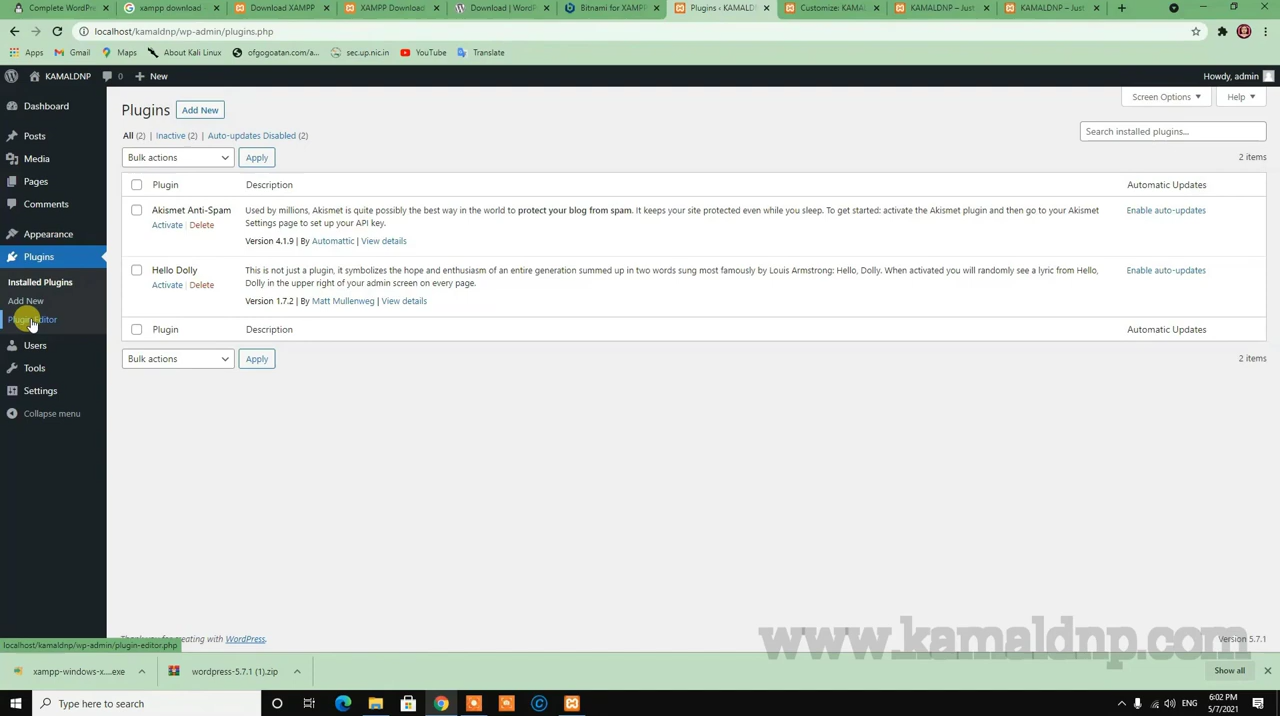 Complete WordPre
xampp download -
Download XAMPP
XAMPP Download
Download | WordPr
Bitnami for XAMPP
Plugins ‹ KAMALD
Customize: KAMAL
KAMALDNP – Just
KAMALDNP – Just
localhost/kamaldnp/wp-admin/plugins.php
Apps
Gmail
Maps
About Kali Linux
ofgogoatan.com/a...
sec.up.nic.in
YouTube
Translate
KAMALDNP
0
New
Howdy, admin
Dashboard
Posts
Media
Pages
Comments
Appearance
Plugins
Installed Plugins
Add New
Plugin Editor
Users
Tools
Settings
Collapse menu
Plugins Add New
Screen Options
Help
All (2) | Inactive (2) | Auto-updates Disabled (2)
Search installed plugins...
Bulk actions
Apply
2 items
Plugin
Description
Automatic Updates
Akismet Anti-Spam
Activate | Delete
Used by millions, Akismet is quite possibly the best way in the world to protect your blog from spam. It keeps your site protected even while you sleep. To get started: activate the Akismet plugin and then go to your Akismet
Settings page to set up your API key.
Version 4.1.9 | By Automattic | View details
Enable auto-updates
Hello Dolly
Activate | Delete
This is not just a plugin, it symbolizes the hope and enthusiasm of an entire generation summed up in two words sung most famously by Louis Armstrong: Hello, Dolly. When activated you will randomly see a lyric from Hello,
Dolly in the upper right of your admin screen on every page.
Version 1.7.2 | By Matt Mullenweg | View details
Enable auto-updates
Plugin
Description
Automatic Updates
Bulk actions
Apply
2 items
Thank you for creating with WordPress.
Version 5.7.1
www.kamaldnp.com
localhost/kamaldnp/wp-admin/plugin-editor.php
xampp-windows-x....exe
wordpress-5.7.1 (1).zip
Show all
Type here to search
ENG
6:02 PM
5/7/2021